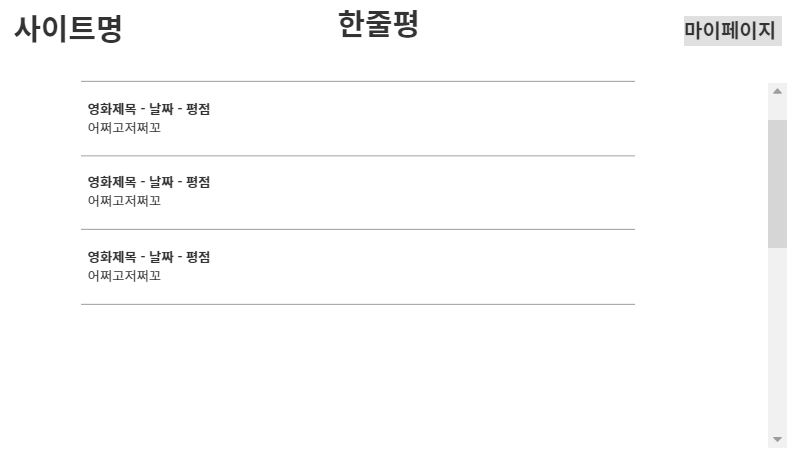 사이트명
한줄평
마이페이지
영화제목 - 날짜 - 평점
어쩌고저쩌꼬
영화제목 - 날짜 - 평점
어쩌고저쩌꼬
영화제목 - 날짜 - 평점
어쩌고저쩌꼬